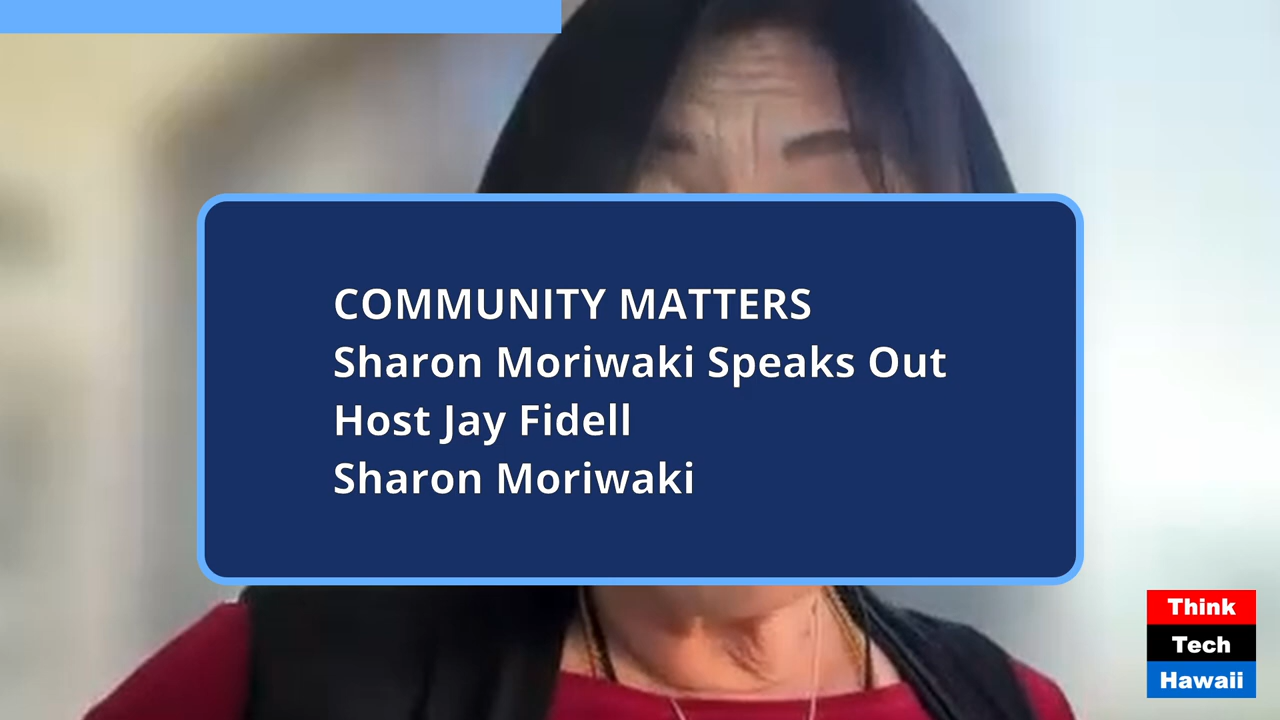 COMMUNITY MATTERS
Sharon Moriwaki Speaks Out
Host Jay Fidell
Sharon Moriwaki
Think
Tech
Hawaii